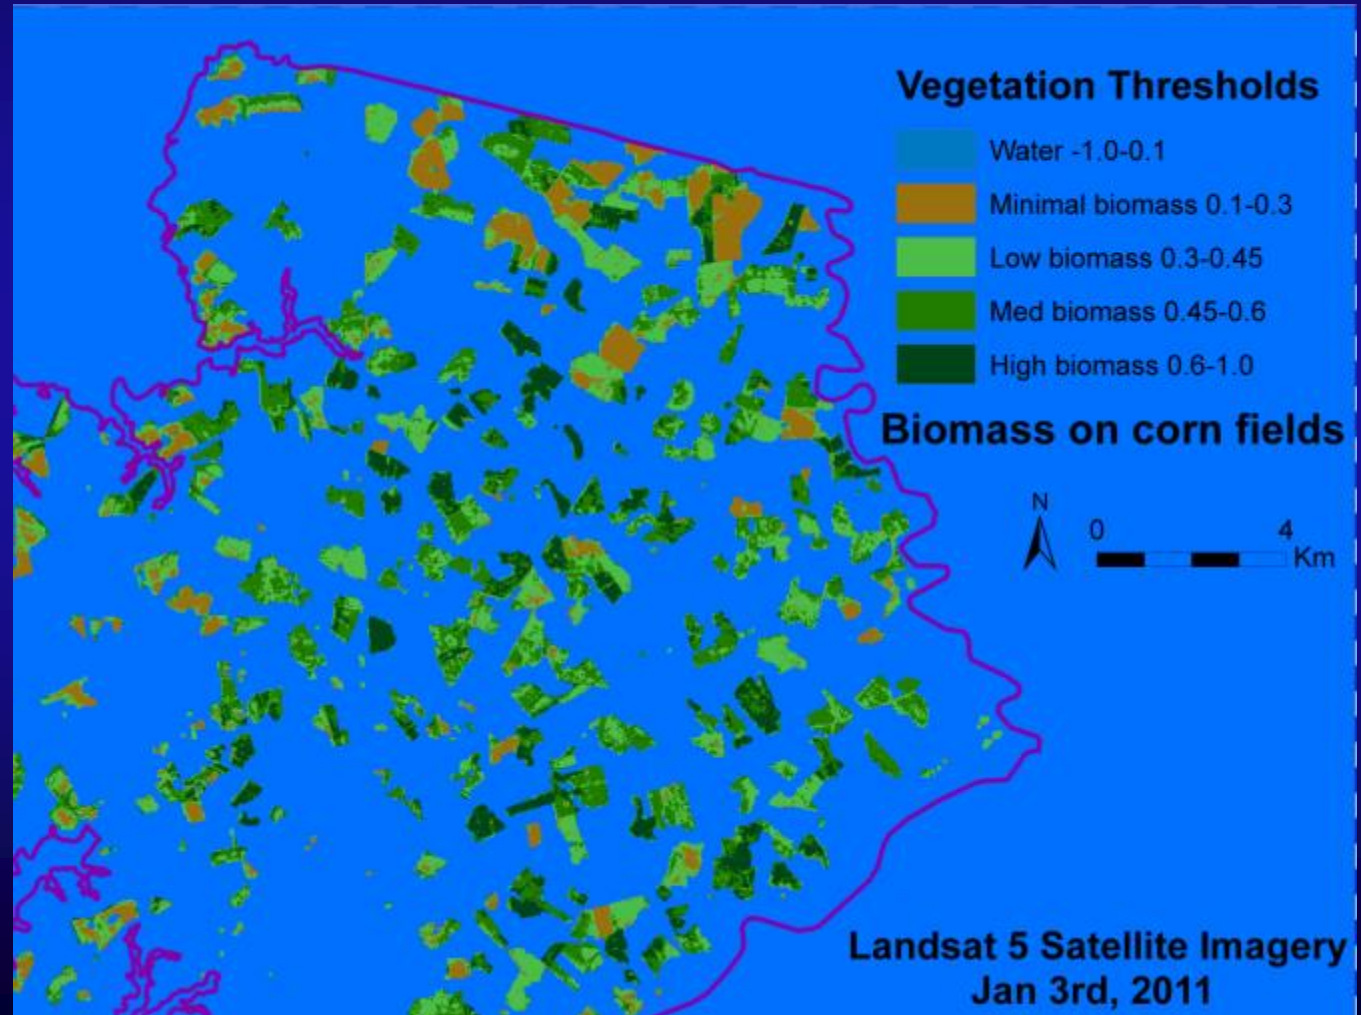 Vegetation Thresholds
Water -1.0-0.1
Minimal biomass 0.1-0.3
Low biomass 0.3-0.45
Med biomass 0.45-0.6
High biomass 0.6-1.0
Biomass on corn fields
N
0 4
Km
Landsat 5 Satellite Imagery
Jan 3rd, 2011